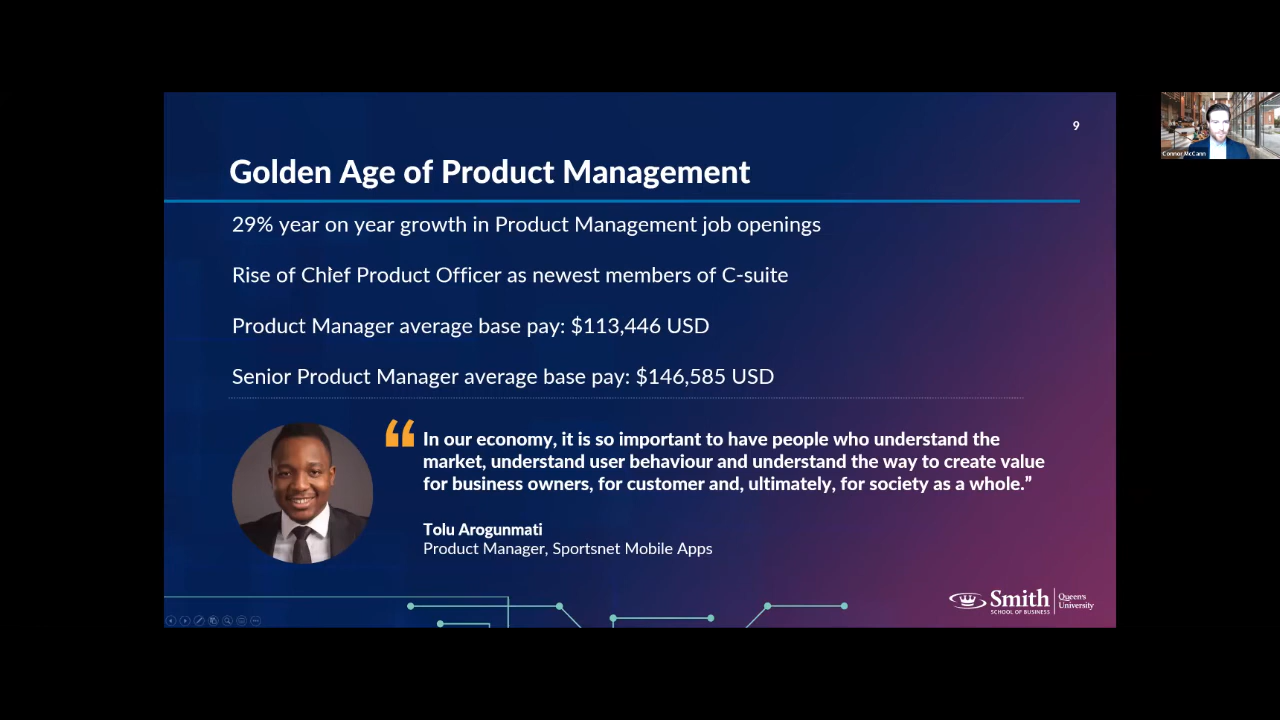 9
Golden Age of Product Management
29% year on year growth in Product Management job openings
Rise of Chief Product Officer as newest members of C-suite
Product Manager average base pay: $113,446 USD
Senior Product Manager average base pay: $146,585 USD
“ In our economy, it is so important to have people who understand the
market, understand user behaviour and understand the way to create value
for business owners, for customer and, ultimately, for society as a whole.”
Tolu Arogunmati
Product Manager, Sportsnet Mobile Apps
Smith
SCHOOL OF BUSINESS
Queen's
University
Connor McCann